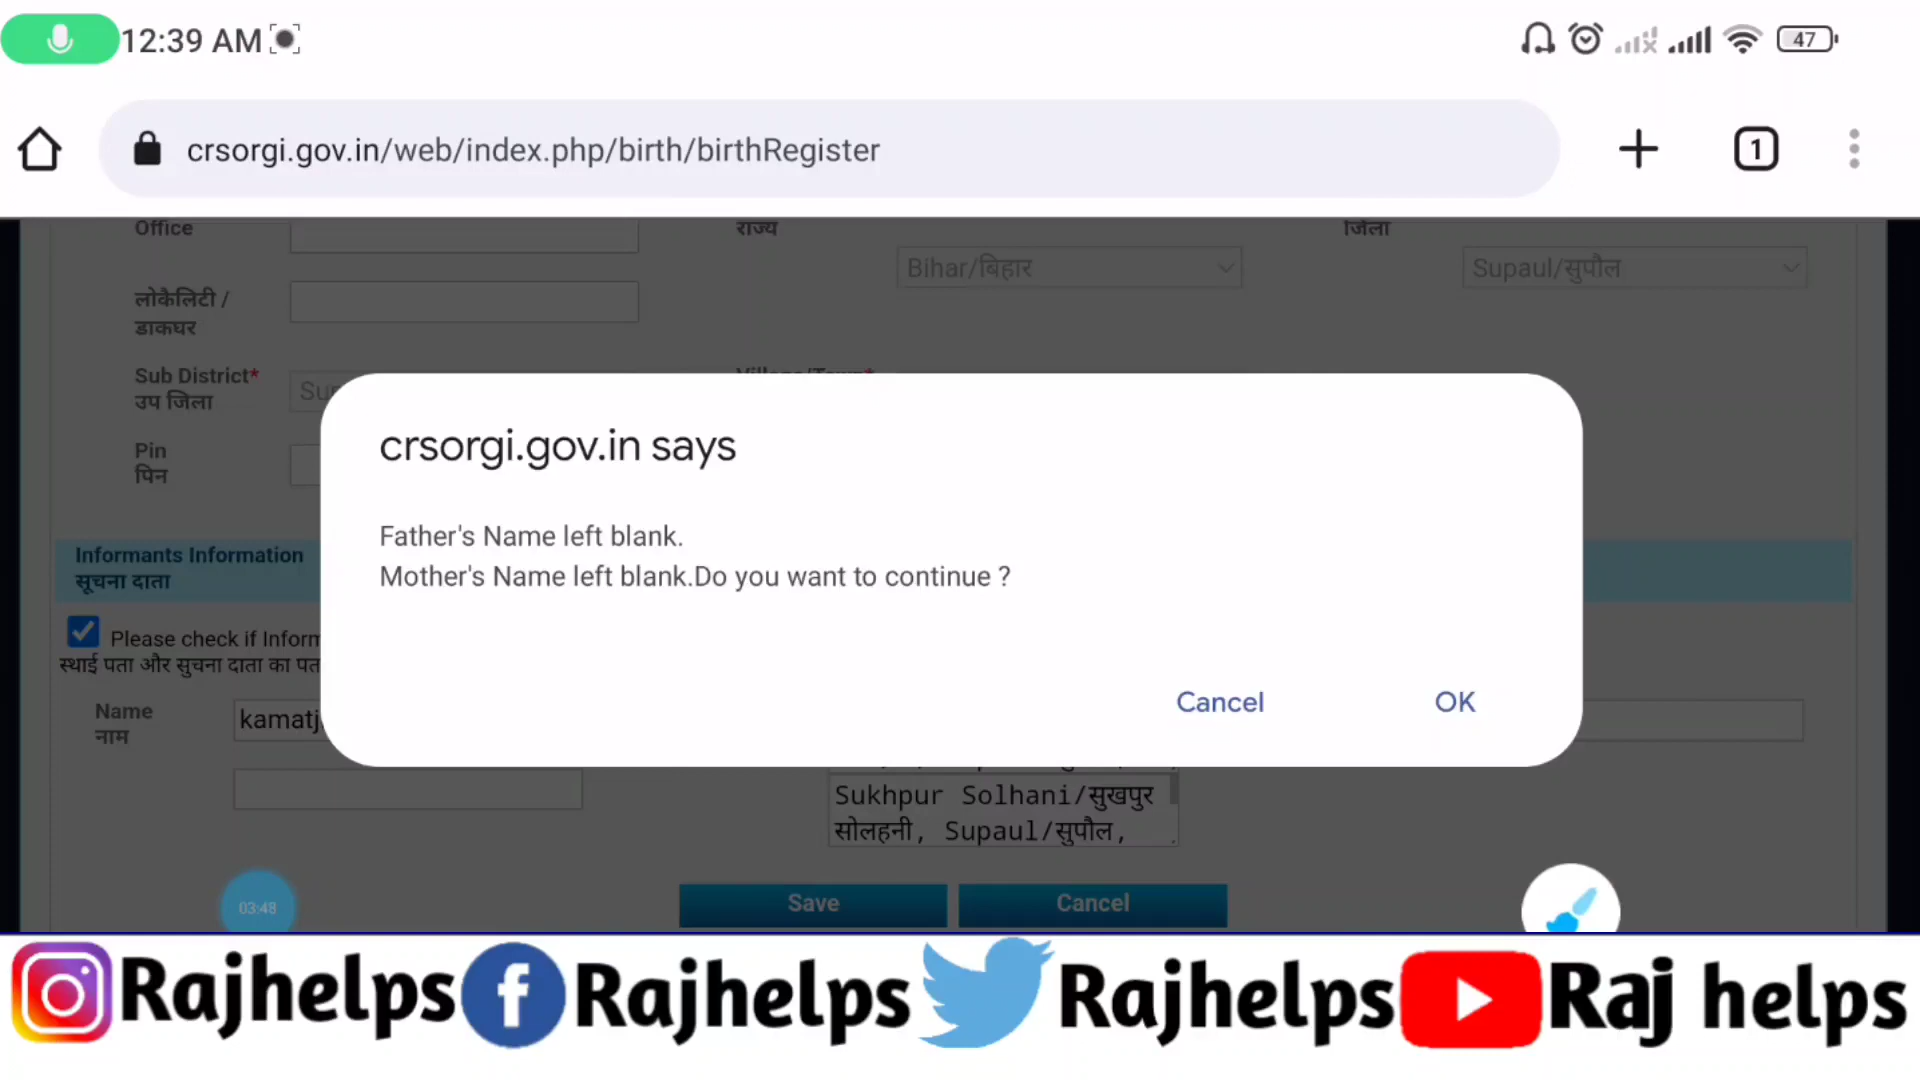 12:39 AM
47
crsorgi.gov.in/web/index.php/birth/birthRegister
1
Office
राज्य
जिला
Bihar/बिहार
Supaul/सुपौल
लोकैलिटी /
डाकघर
Sub District*
उप जिला
Pin
पिन
crsorgi.gov.in says
Father's Name left blank.
Mother's Name left blank.Do you want to continue ?
Cancel
OK
Informants Information
सूचना दाता
Please check if
स्थाई पता और सुचना दाता का
Name
नाम
Sukhpur Solhani/सुखपुर
सोलहनी, Supaul/सुपौल,
03:48
Save
Cancel
Rajhelps
Rajhelps
Rajhelps
Raj helps